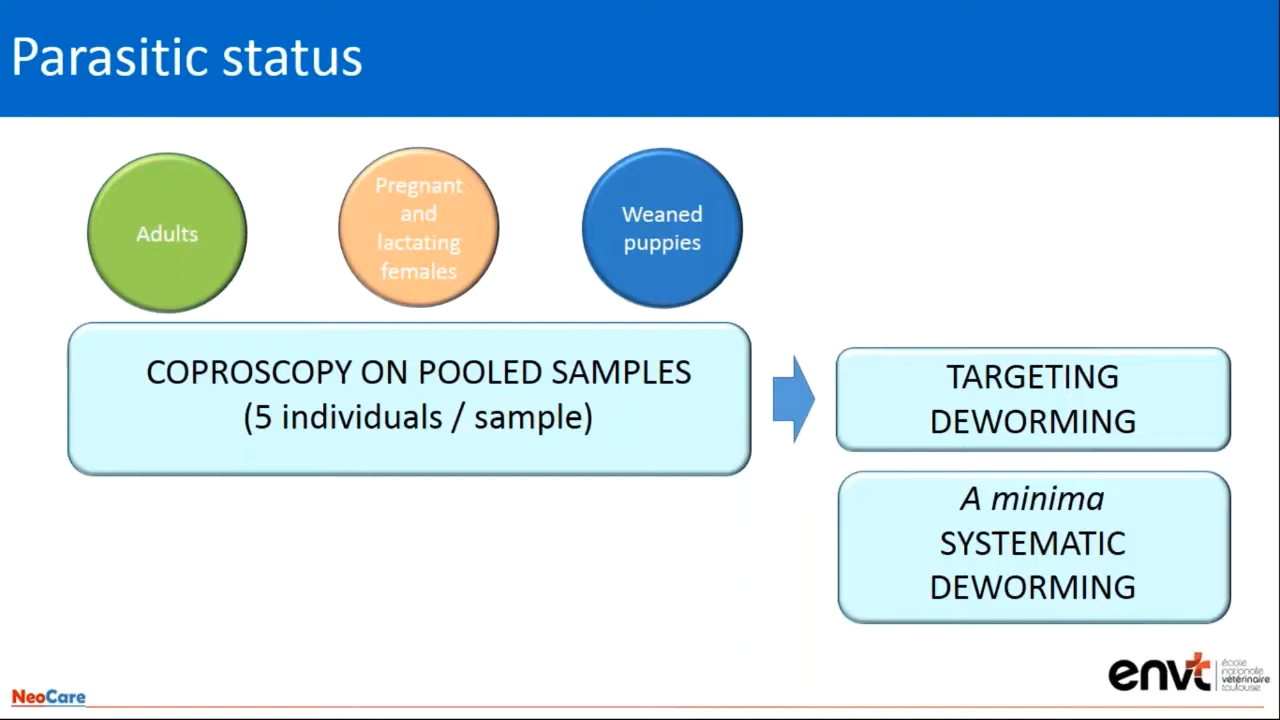 Parasitic status
Adults
Pregnant
and
lactating
females
Weaned
puppies
COPROSCOPY ON POOLED SAMPLES
(5 individuals / sample)
TARGETING
DEWORMING
A minima
SYSTEMATIC
DEWORMING
NeoCare
envt
école
nationale
vétérinaire
toulouse